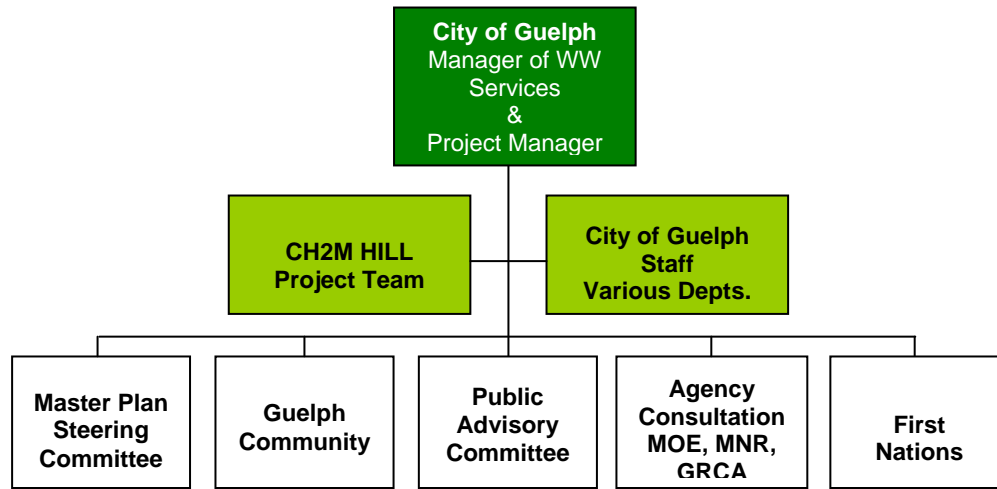 City of Guelph
Manager of WW
Services
&
Project Manager
CH2M HILL
Project Team
City of Guelph
Staff
Various Depts.
Master Plan
Steering
Committee
Guelph
Community
Public
Advisory
Committee
Agency
Consultation
MOE, MNR,
GRCA
First
Nations